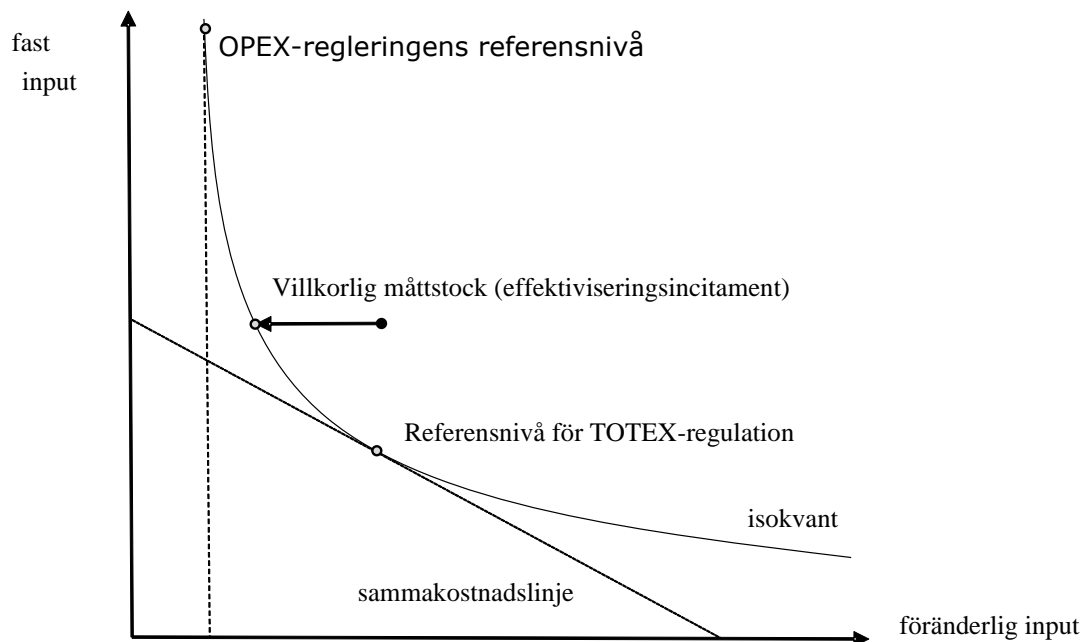 fast
input
OPEX-regleringens referensnivå
Villkorlig måttstock (effektiviseringsincitament)
Referensnivå för TOTEX-regulation
isokvant
sammakostnadslinje
föränderlig input